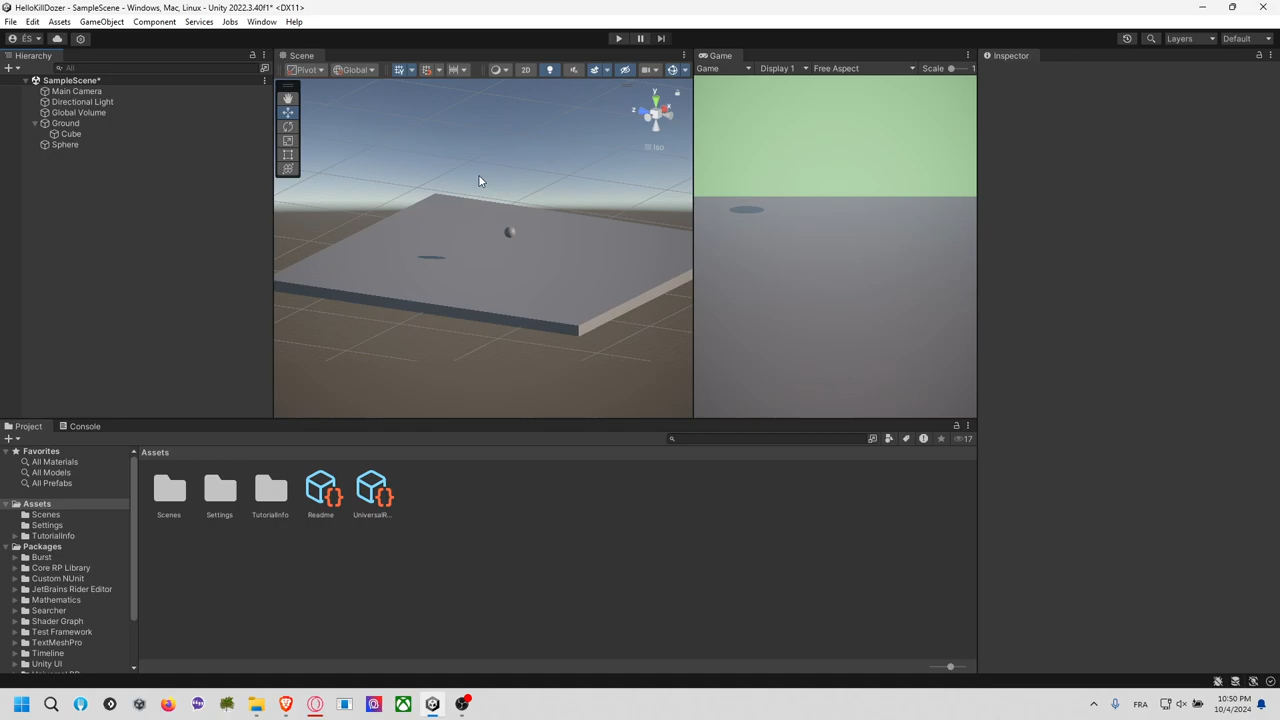 HelloKillDozer - SampleScene - Windows, Mac, Linux - Unity 2022.3.40f1* <DX11>
File Edit Assets GameObject Component Services Jobs Window Help
ÉS Layers Default
Hierarchy
All
SampleScene*
Main Camera
Directional Light
Global Volume
Ground
Cube
Sphere
Scene
Pivot Global 2D
y
x
z
Iso
Game
Game Display 1 Free Aspect Scale
Inspector
Project Console
17
Favorites
All Materials
All Models
All Prefabs
Assets
Scenes
Settings
TutorialInfo
Packages
Burst
Core RP Library
Custom NUnit
JetBrains Rider Editor
Mathematics
Searcher
Shader Graph
Test Framework
TextMeshPro
Timeline
Unity UI
Assets
Scenes Settings TutorialInfo Readme UniversalR...
FRA 10:50 PM
10/4/2024